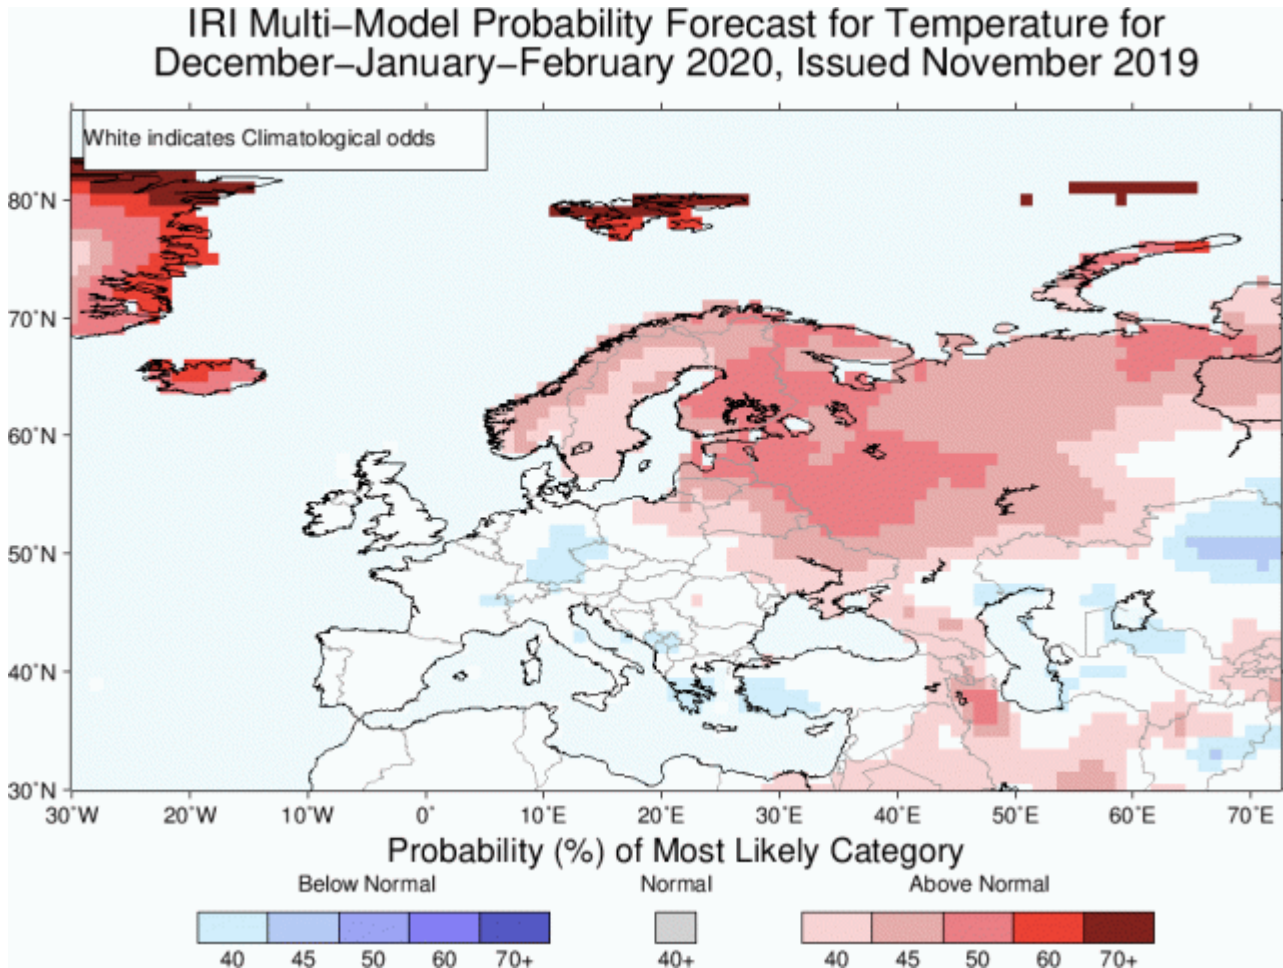 IRI Multi-Model Probability Forecast for Temperature for
December-January-February 2020, Issued November 2019
White indicates Climatological odds
80°N
70°N
60°N
50°N
40°N
30°N
30°W 20°W 10°W 0° 10°E 20°E 30°E 40°E 50°E 60°E 70°E
Probability (%) of Most Likely Category
Below Normal Normal Above Normal
40 45 50 60 70+ 40+ 40 45 50 60 70+